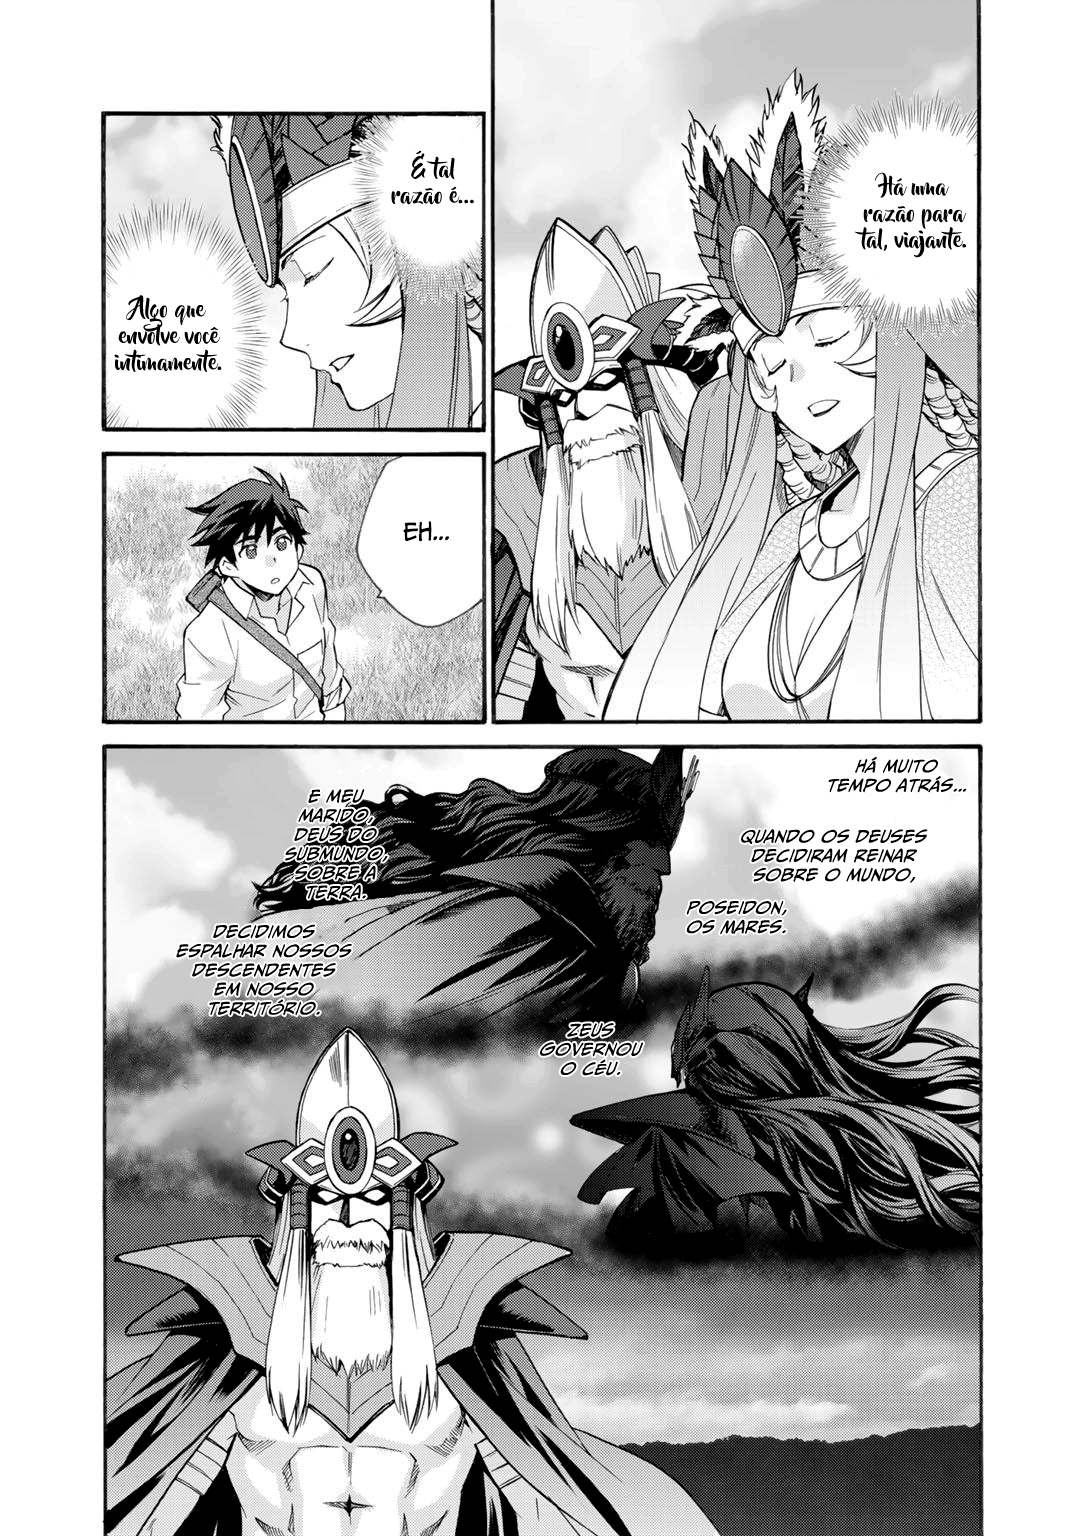 Há uma
razão para
tal, viajante.
E tal
razão é...
Algo que
envolve você
intimamente.
EH...
HÁ MUITO
TEMPO ATRÁS...
QUANDO OS DEUSES
DECIDIRAM REINAR
SOBRE O MUNDO,
POSEIDON,
OS MARES.
ZEUS
GOVERNOU
O CÉU.
E MEU
MARIDO,
DEUS DO
SUBMUNDO,
SOBRE A
TERRA.
DECIDIMOS
ESPALHAR NOSSOS
DESCENDENTES
EM NOSSO
TERRITÓRIO.